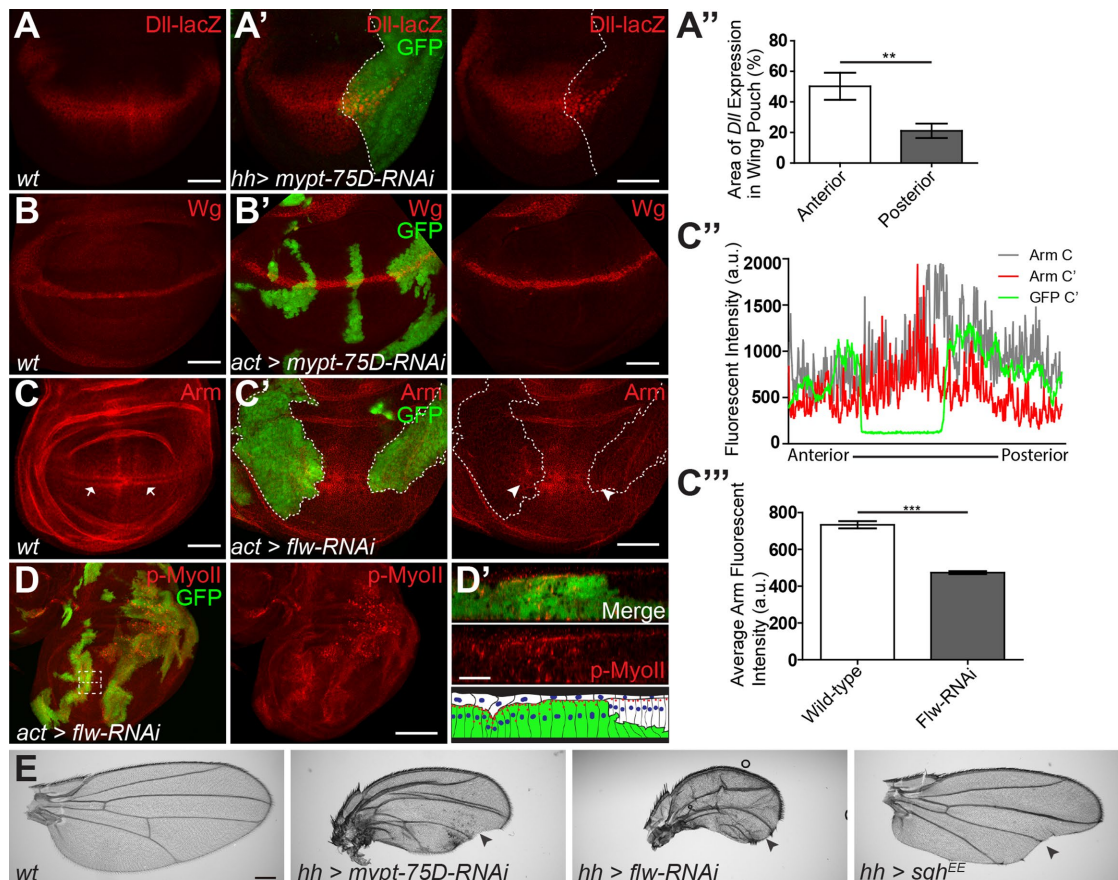 A
Dll-lacZ
wt
A'
Dll-lacZ
GFP
hh> mypt-75D-RNAi
Dll-lacZ
A''
Area of Dll Expression
in Wing Pouch (%)
80
60
40
20
0
**
Anterior
Posterior
B
Wg
wt
B'
Wg
GFP
act > mypt-75D-RNAi
Wg
C
Arm
wt
C'
Arm
GFP
act > flw-RNAi
Arm
C''
Fluorescent Intensity (a.u.)
2000
1500
1000
500
0
Arm C
Arm C'
GFP C'
Anterior
Posterior
C'''
Average Arm Fluorescent
Intensity (a.u.)
800
600
400
200
0
***
Wild-type
Flw-RNAi
D
p-MyoII
GFP
act > flw-RNAi
p-MyoII
D'
Merge
p-MyoII
E
wt
hh > mypt-75D-RNAi
hh > flw-RNAi
hh > sqhEE